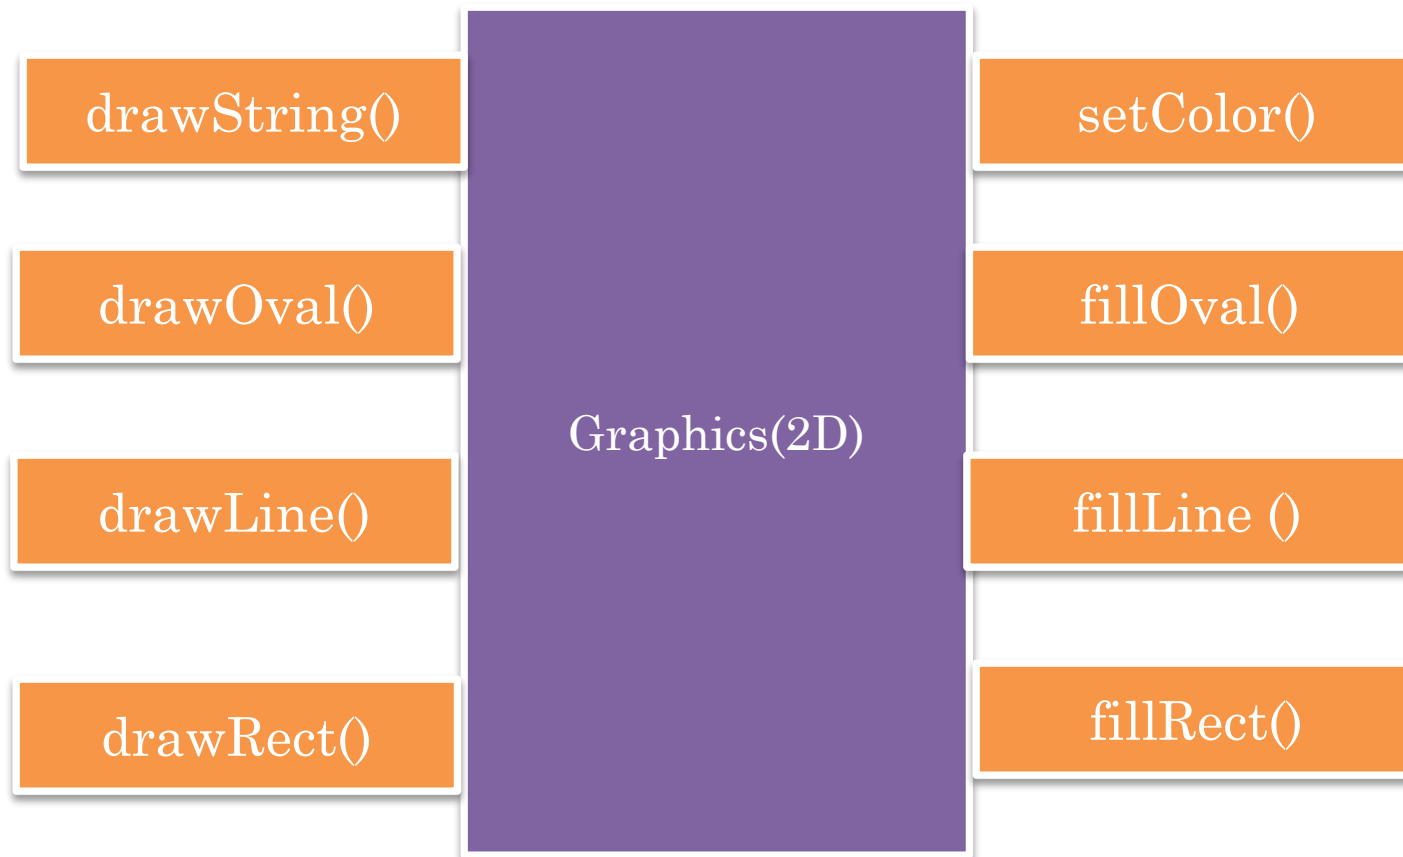 drawString()
setColor()
drawOval()
fillOval()
Graphics(2D)
drawLine()
fillLine ()
drawRect()
fillRect()